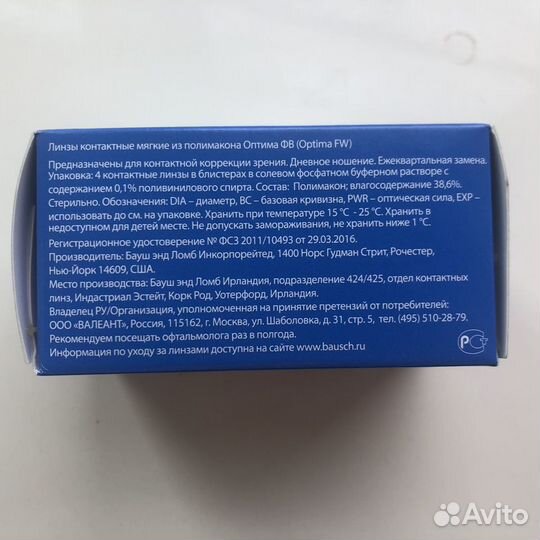 Линзы контактные мягкие из полимакона Оптима ФВ (Optima FW)
Предназначены для контактной коррекции зрения. Дневное ношение. Ежеквартальная замена.
Упаковка: 4 контактные линзы в блистерах в солевом фосфатном буферном растворе с
содержанием 0,1% поливинилового спирта. Состав: Полимакон; влагосодержание 38,6%.
Стерильно. Обозначения: DIA – диаметр, BC – базовая кривизна, PWR – оптическая сила, EXP –
использовать до см. на упаковке. Хранить при температуре 15 °C - 25 °C. Хранить в
недоступном для детей месте. Не допускать замораживания, не хранить ниже 1 °C.
Регистрационное удостоверение № ФСЗ 2011/10493 от 29.03.2016.
Производитель: Бауш энд Ломб Инкорпорейтед, 1400 Норс Гудман Стрит, Рочестер,
Нью-Йорк 14609, США.
Место производства: Бауш энд Ломб Ирландия, подразделение 424/425, отдел контактных
линз, Индастриал Эстейт, Корк Род, Уотерфорд, Ирландия.
Владелец РУ/Организация, уполномоченная на принятие претензий от потребителей:
ООО «ВАЛЕАНТ», Россия, 115162, г. Москва, ул. Шаболовка, д. 31, стр. 5, тел. (495) 510-28-79.
Рекомендуем посещать офтальмолога раз в полгода.
Информация по уходу за линзами доступна на сайте www.bausch.ru
РСТ
Avito